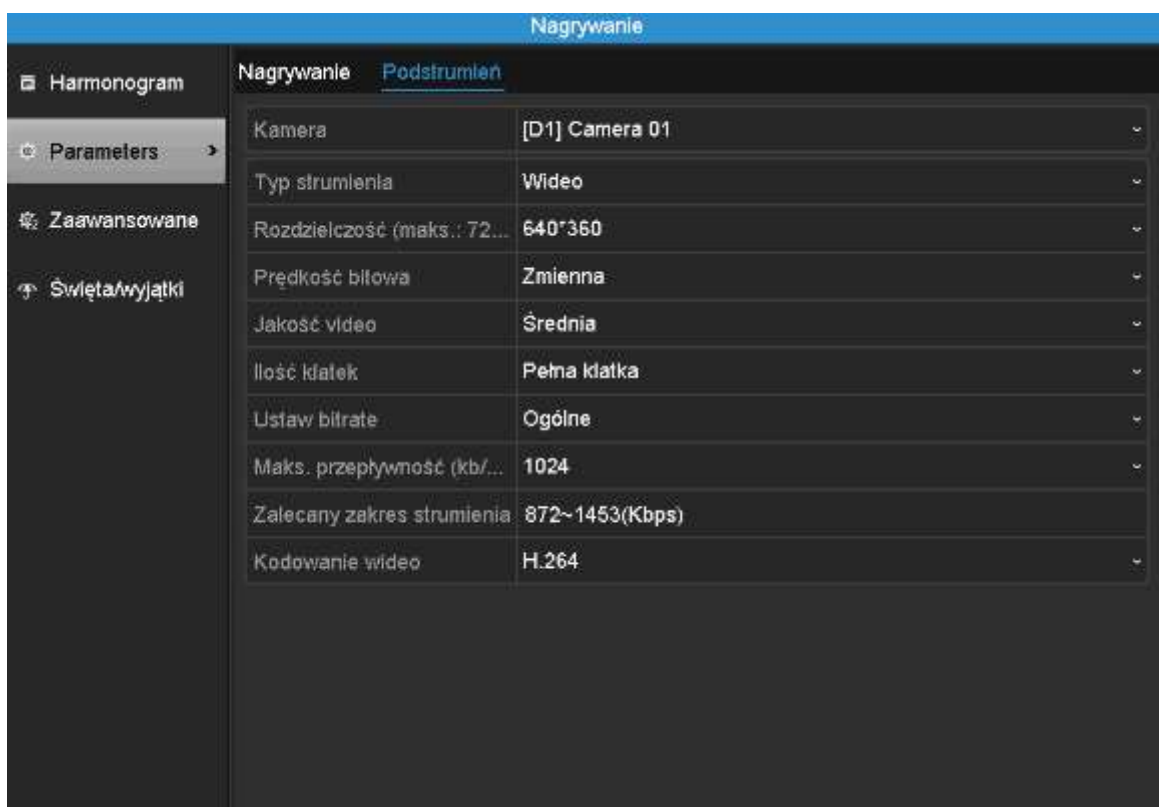 Nagrywanie
Harmonogram
Parameters
Zaawansowane
Święta/wyjątki
Nagrywanie Podstrumień
Kamera [D1] Camera 01
Typ strumienia Wideo
Rozdzielczość (maks.: 72... 640*360
Prędkość bitowa Zmienna
Jakość video Średnia
Ilość klatek Pełna klatka
Ustaw bitrate Ogólne
Maks. przepływność (kb/... 1024
Zalecany zakres strumienia 872~1453(Kbps)
Kodowanie wideo H.264